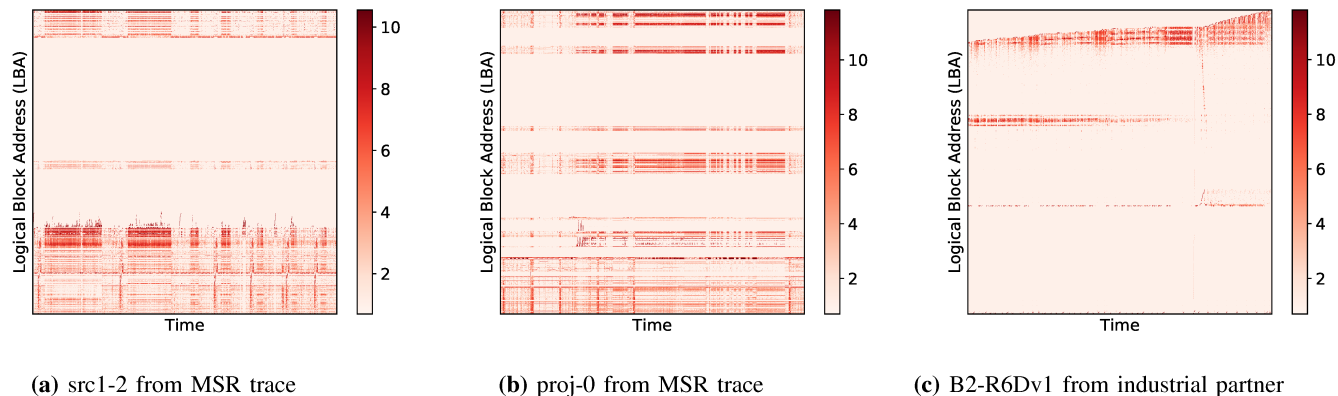 Logical Block Address (LBA)
Time
10
8
6
4
2
Logical Block Address (LBA)
Time
10
8
6
4
2
Logical Block Address (LBA)
Time
10
8
6
4
2
(a) src1-2 from MSR trace
(b) proj-0 from MSR trace
(c) B2-R6Dv1 from industrial partner